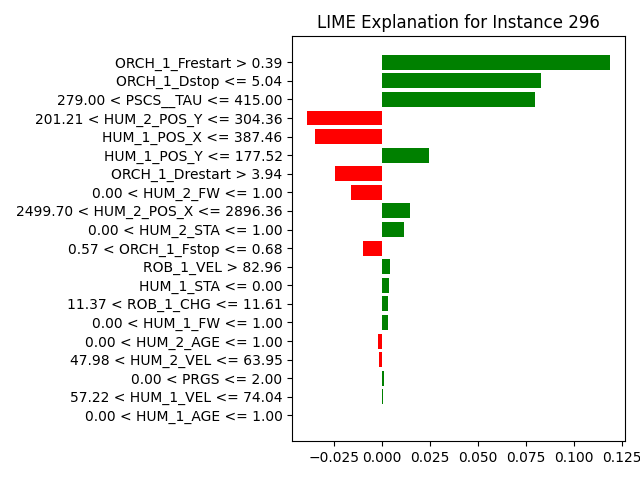 LIME Explanation for Instance 296
ORCH_1_Frestart > 0.39
ORCH_1_Dstop <= 5.04
279.00 < PSCS__TAU <= 415.00
201.21 < HUM_2_POS_Y <= 304.36
HUM_1_POS_X <= 387.46
HUM_1_POS_Y <= 177.52
ORCH_1_Drestart > 3.94
0.00 < HUM_2_FW <= 1.00
2499.70 < HUM_2_POS_X <= 2896.36
0.00 < HUM_2_STA <= 1.00
0.57 < ORCH_1_Fstop <= 0.68
ROB_1_VEL > 82.96
HUM_1_STA <= 0.00
11.37 < ROB_1_CHG <= 11.61
0.00 < HUM_1_FW <= 1.00
0.00 < HUM_2_AGE <= 1.00
47.98 < HUM_2_VEL <= 63.95
0.00 < PRGS <= 2.00
57.22 < HUM_1_VEL <= 74.04
0.00 < HUM_1_AGE <= 1.00
−0.025 0.000 0.025 0.050 0.075 0.100 0.125